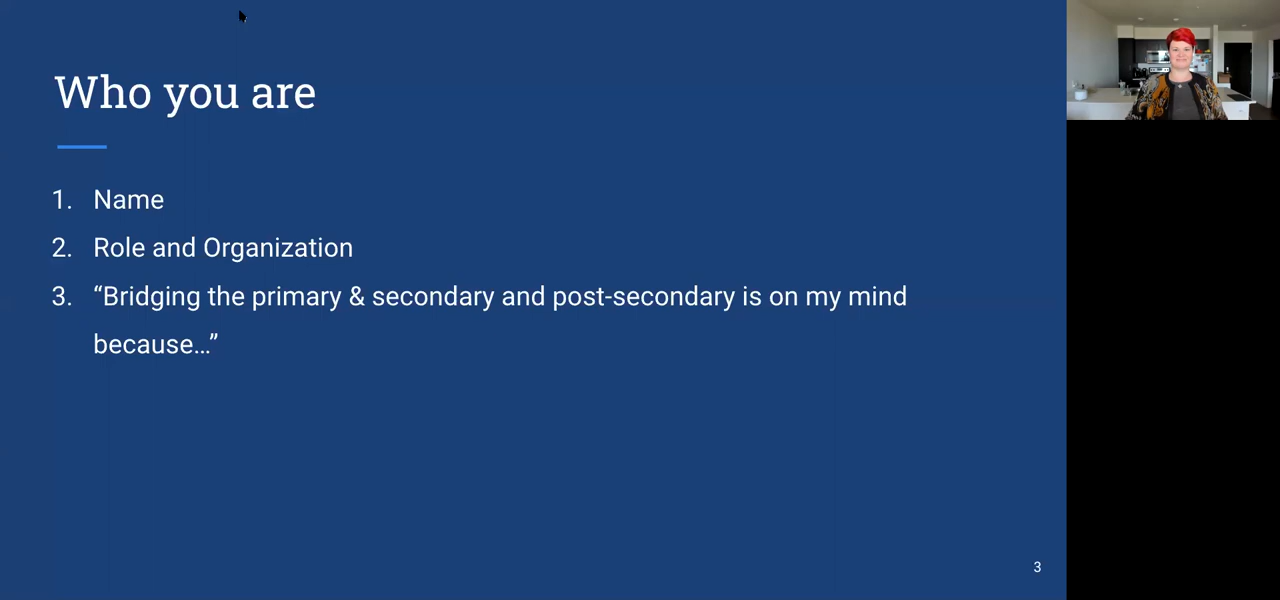 Who you are
1. Name
2. Role and Organization
3. “Bridging the primary & secondary and post-secondary is on my mind
because…”
3